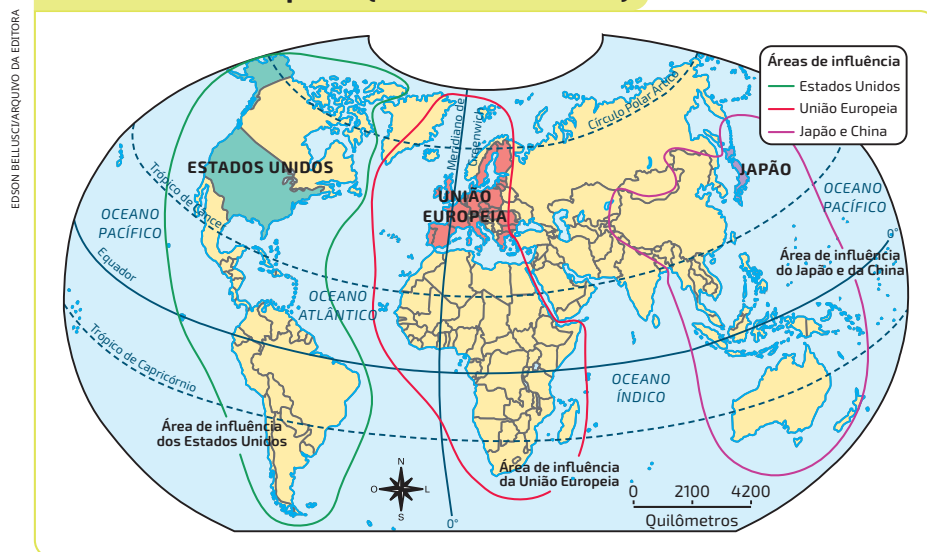 EDSON BELLUSCI/ARQUIVO DA EDITORA
Áreas de influência
Estados Unidos
União Europeia
Japão e China
Círculo Polar Ártico
Meridiano de
Greenwich
ESTADOS UNIDOS
JAPÃO
UNIÃO
EUROPEIA
Trópico de Câncer
OCEANO
PACÍFICO
OCEANO
PACÍFICO
0°
Equador
Área de influência
do Japão e da China
OCEANO
ATLÂNTICO
Trópico de Capricórnio
OCEANO
ÍNDICO
Área de influência
dos Estados Unidos
Área de influência
da União Europeia
N
O
L
S
0°
0 2100 4200
Quilômetros